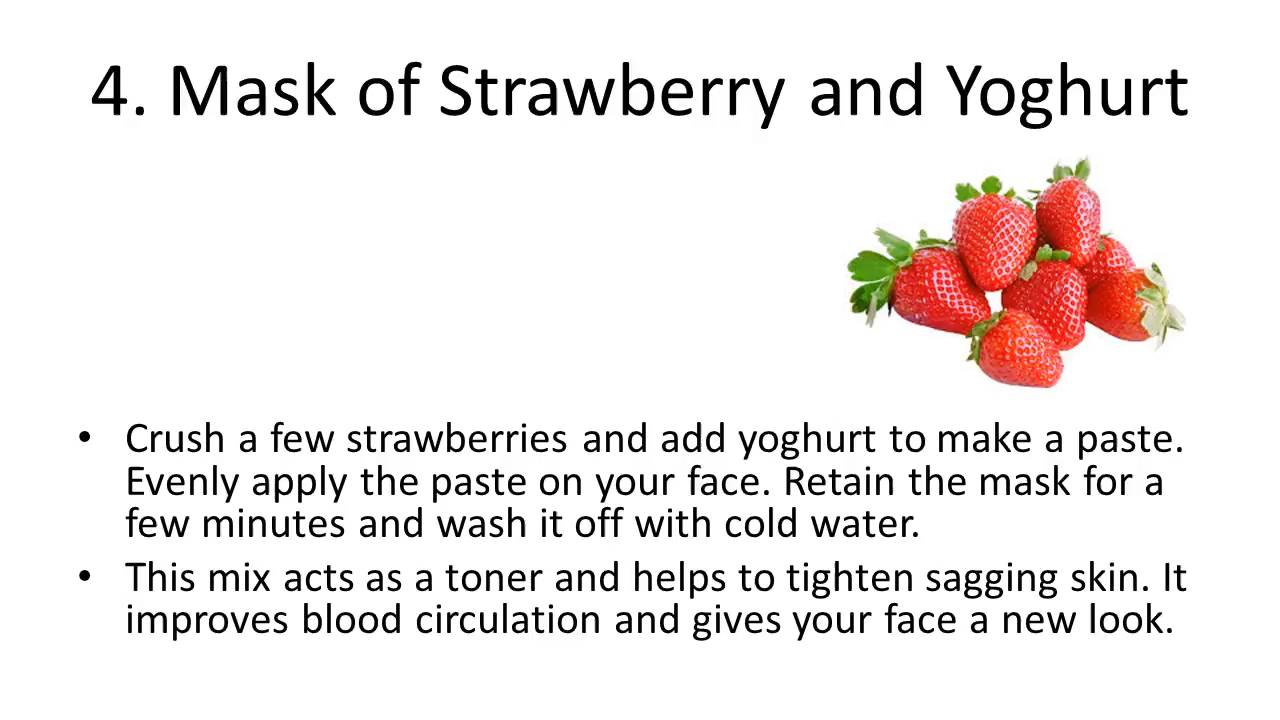 4. Mask of Strawberry and Yoghurt
• Crush a few strawberries and add yoghurt to make a paste.
Evenly apply the paste on your face. Retain the mask for a
few minutes and wash it off with cold water.
• This mix acts as a toner and helps to tighten sagging skin. It
improves blood circulation and gives your face a new look.